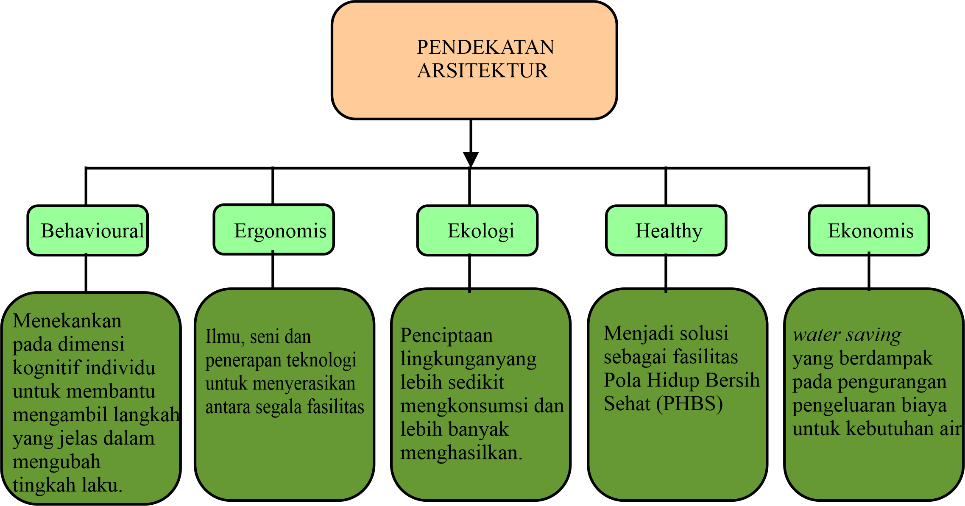 PENDEKATAN
ARSITEKTUR
Behavioural
Ergonomis
Ekologi
Healthy
Ekonomis
Menekankan
pada dimensi
kognitif individu
untuk membantu
mengambil langkah
yang jelas dalam
mengubah
tingkah laku.
Ilmu, seni dan
penerapan teknologi
untuk menyerasikan
antara segala fasilitas
Penciptaan
lingkunganyang
lebih sedikit
mengkonsumsi dan
lebih banyak
menghasilkan.
Menjadi solusi
sebagai fasilitas
Pola Hidup Bersih
Sehat (PHBS)
water saving
yang berdampak
pada pengurangan
pengeluaran biaya
untuk kebutuhan air